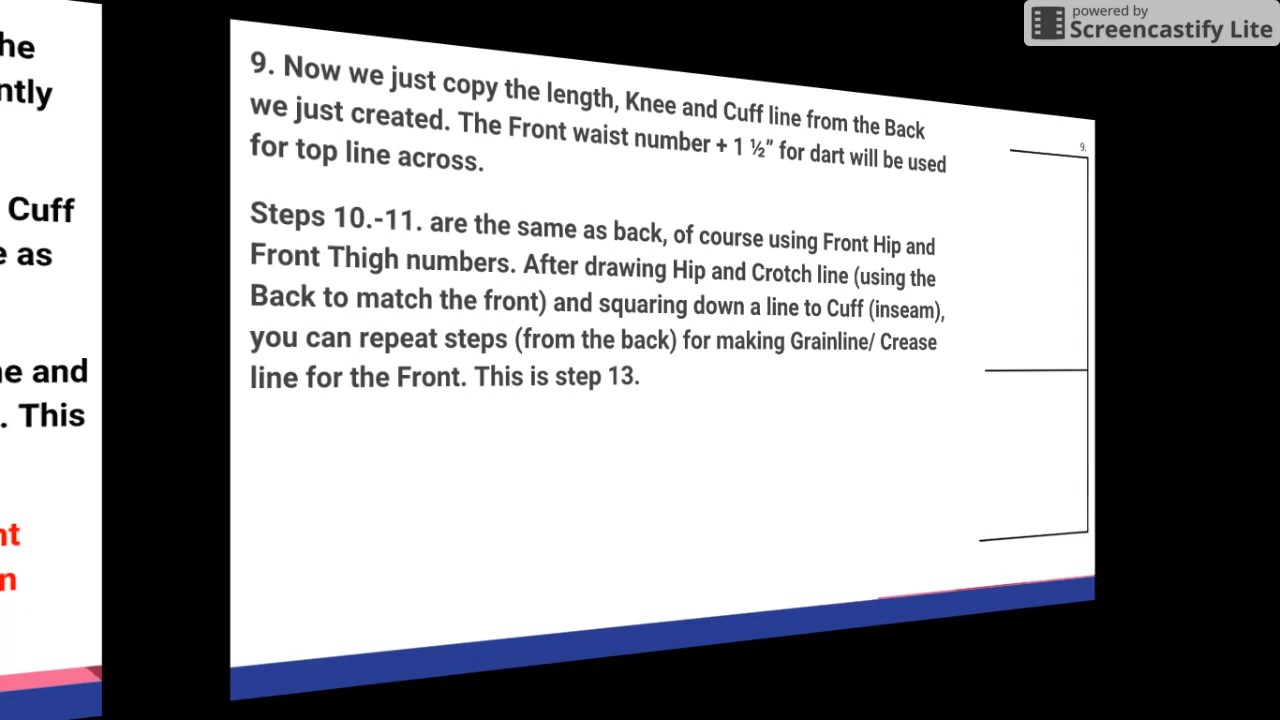 he
ntly
Cuff
e as
ne and
. This
nt
n
powered by
Screencastify Lite
9. Now we just copy the length, Knee and Cuff line from the Back
we just created. The Front waist number + 1 ½” for dart will be used
for top line across.
Steps 10.-11. are the same as back, of course using Front Hip and
Front Thigh numbers. After drawing Hip and Crotch line (using the
Back to match the front) and squaring down a line to Cuff (inseam),
you can repeat steps (from the back) for making Grainline/ Crease
line for the Front. This is step 13.
9.